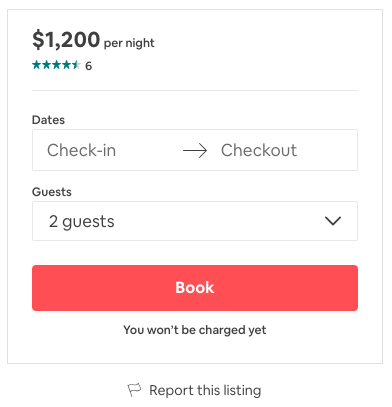 $1,200 per night
6
Dates
Check-in Checkout
Guests
2 guests
Book
You won’t be charged yet
Report this listing